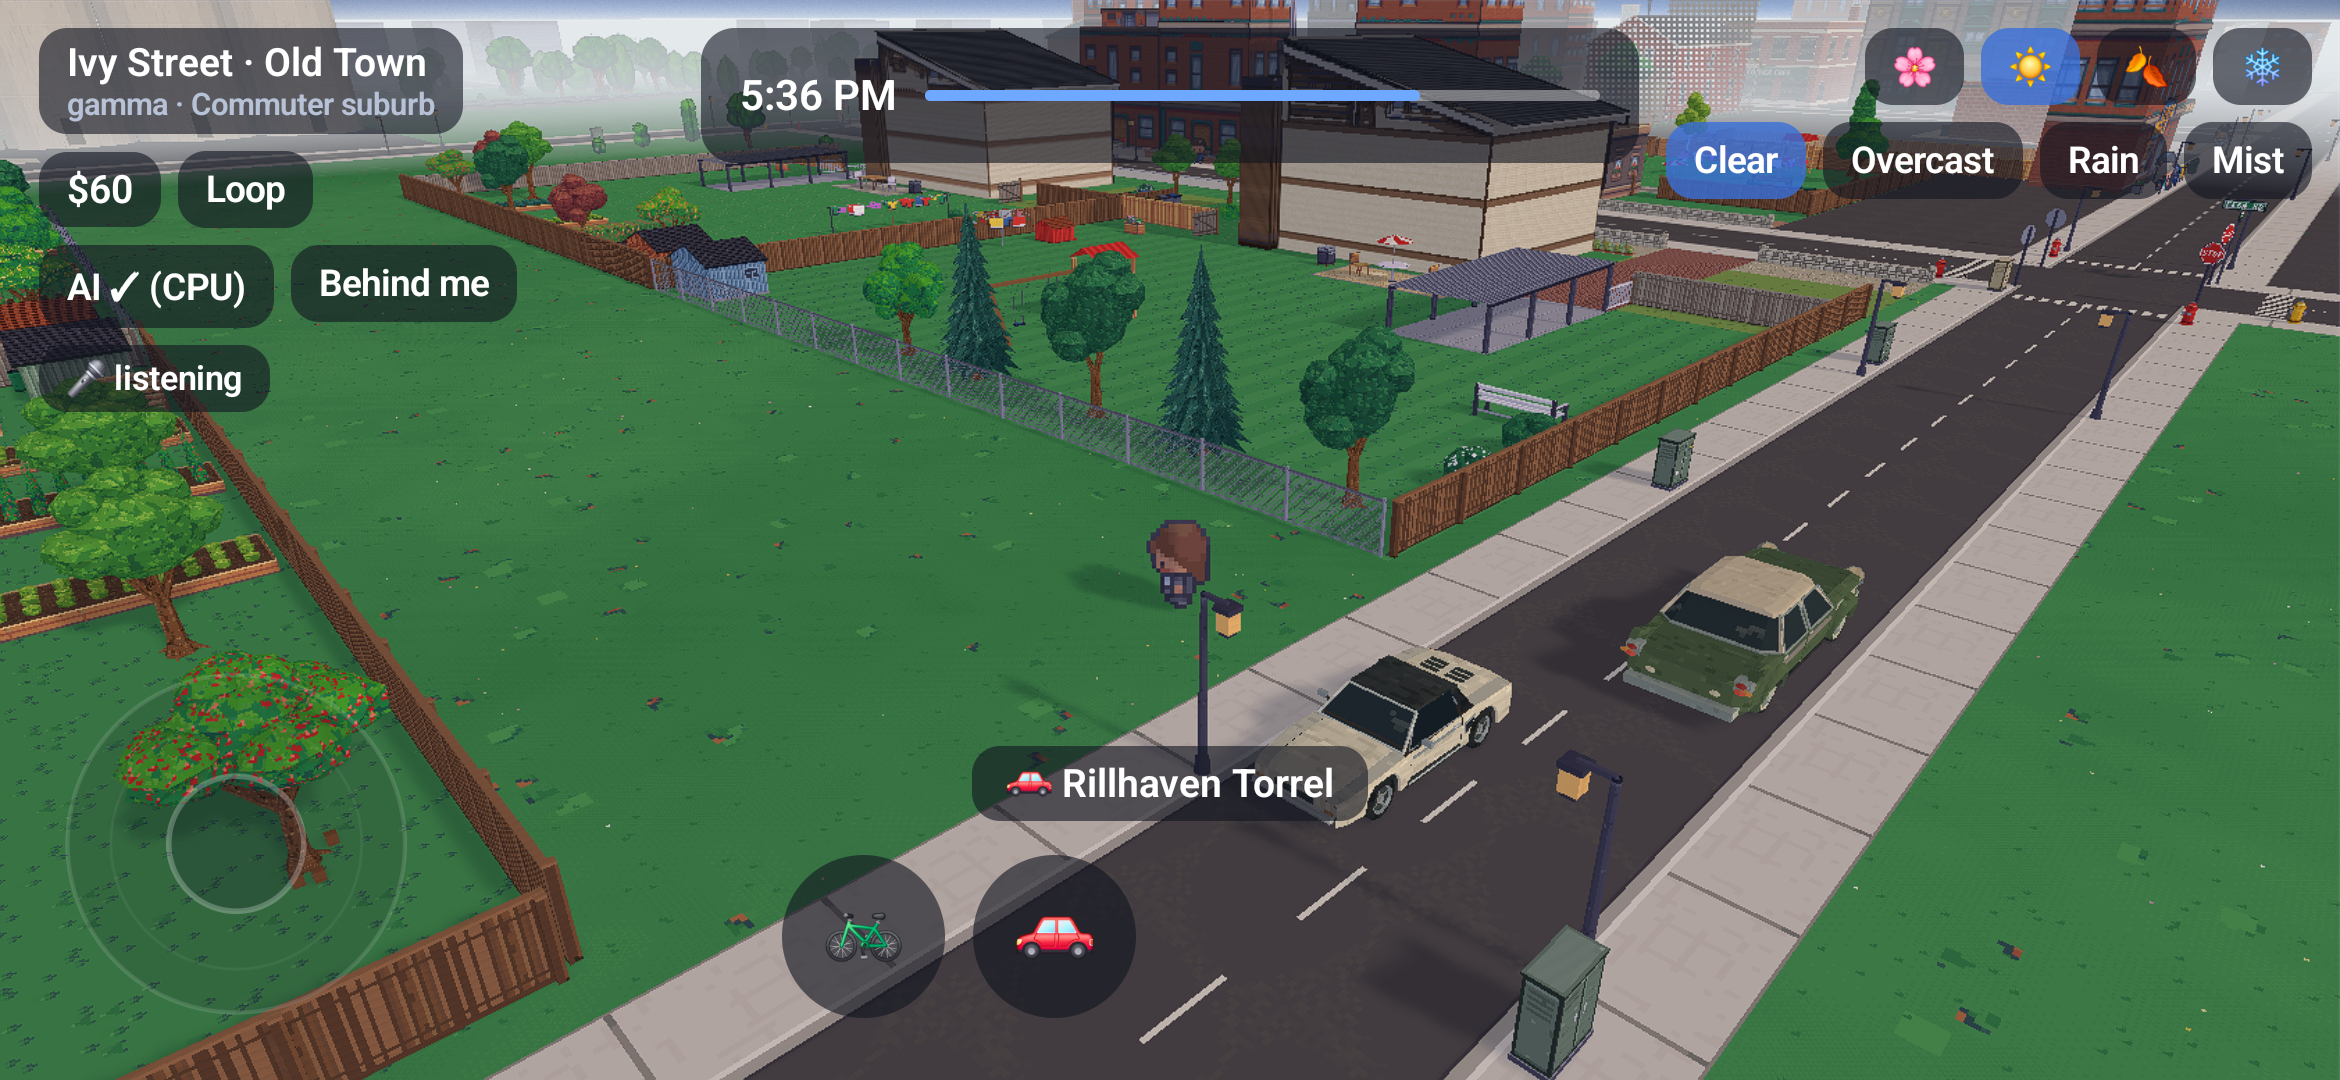 Ivy Street · Old Town
gamma · Commuter suburb
5:36 PM
$60
Loop
Clear
Overcast
Rain
Mist
AI ✓ (CPU)
Behind me
listening
STOP
Rillhaven Torrel